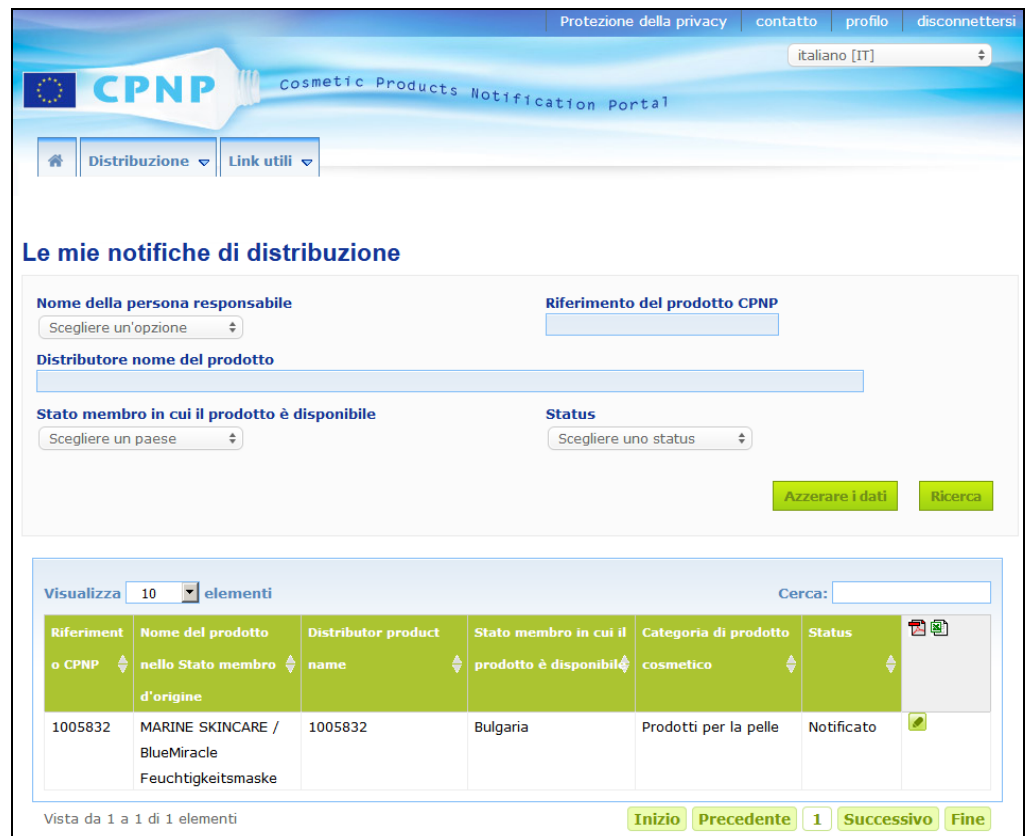 Protezione della privacy contatto profilo disconnettersi
italiano [IT]
CPNP Cosmetic Products Notification Portal
Distribuzione Link utili
Le mie notifiche di distribuzione
Nome della persona responsabile Riferimento del prodotto CPNP
Scegliere un'opzione
Distributore nome del prodotto
Stato membro in cui il prodotto è disponibile Status
Scegliere un paese Scegliere uno status
Azzerare i dati Ricerca
Visualizza 10 elementi Cerca:
Riferiment Nome del prodotto Distributor product Stato membro in cui il Categoria di prodotto Status
o CPNP nello Stato membro name prodotto è disponibile cosmetico
d'origine
1005832 MARINE SKINCARE / 1005832 Bulgaria Prodotti per la pelle Notificato
BlueMiracle
Feuchtigkeitsmaske
Vista da 1 a 1 di 1 elementi Inizio Precedente 1 Successivo Fine